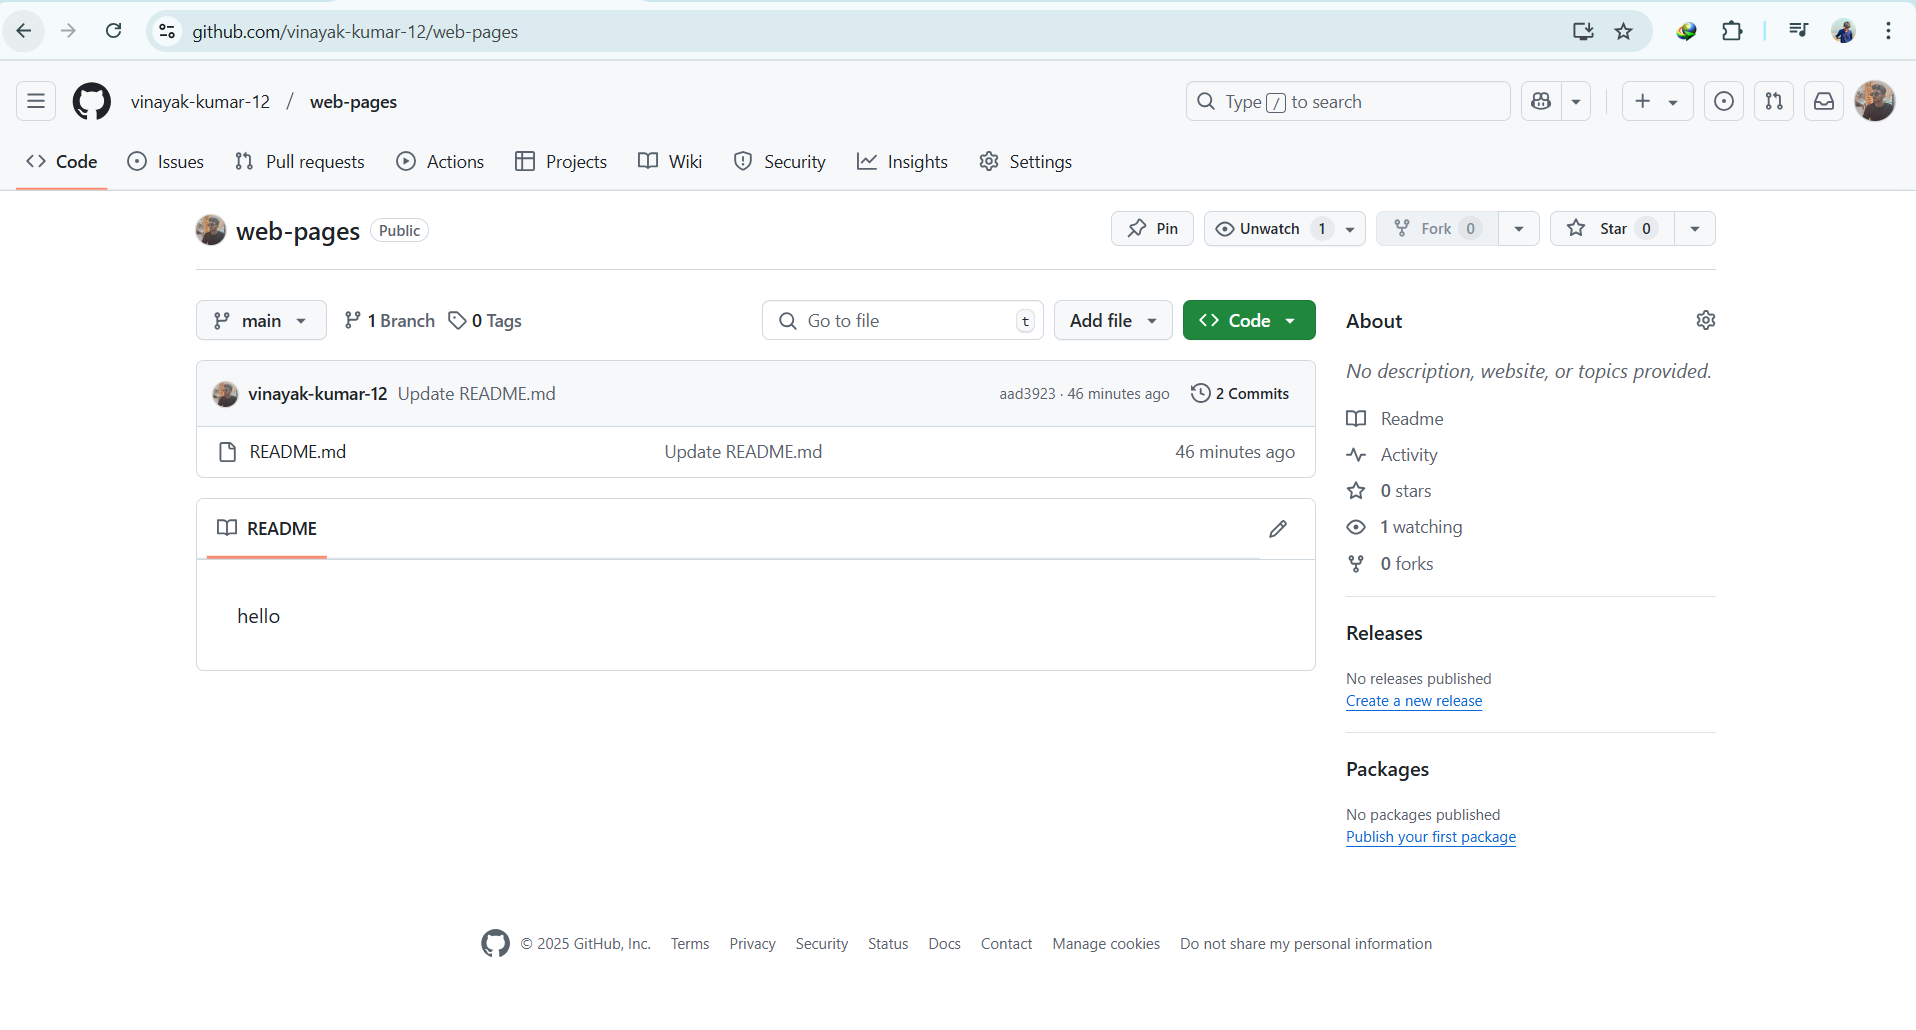 github.com/vinayak-kumar-12/web-pages
vinayak-kumar-12 / web-pages
Type / to search
Code Issues Pull requests Actions Projects Wiki Security Insights Settings
web-pages Public
Pin Unwatch 1 Fork 0 Star 0
main 1 Branch 0 Tags Go to file t Add file Code
vinayak-kumar-12 Update README.md aad3923 · 46 minutes ago 2 Commits
README.md Update README.md 46 minutes ago
README
hello
About
No description, website, or topics provided.
Readme
Activity
0 stars
1 watching
0 forks
Releases
No releases published
Create a new release
Packages
No packages published
Publish your first package
© 2025 GitHub, Inc. Terms Privacy Security Status Docs Contact Manage cookies Do not share my personal information